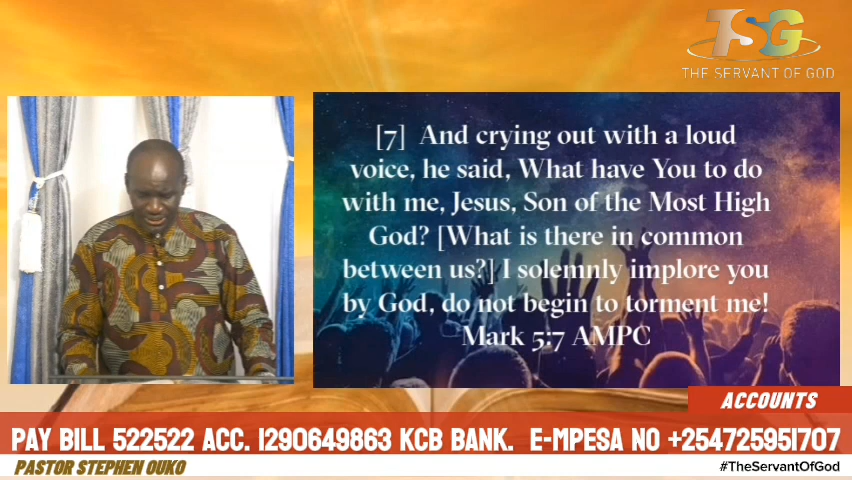 TSG
THE SERVANT OF GOD
[7] And crying out with a loud
voice, he said, What have You to do
with me, Jesus, Son of the Most High
God? [What is there in common
between us?] I solemnly implore you
by God, do not begin to torment me!
Mark 5:7 AMPC
ACCOUNTS
PAY BILL 522522 ACC. 1290649863 KCB BANK. E-MPESA NO +254725951707
PASTOR STEPHEN OUKO
#TheServantOfGod